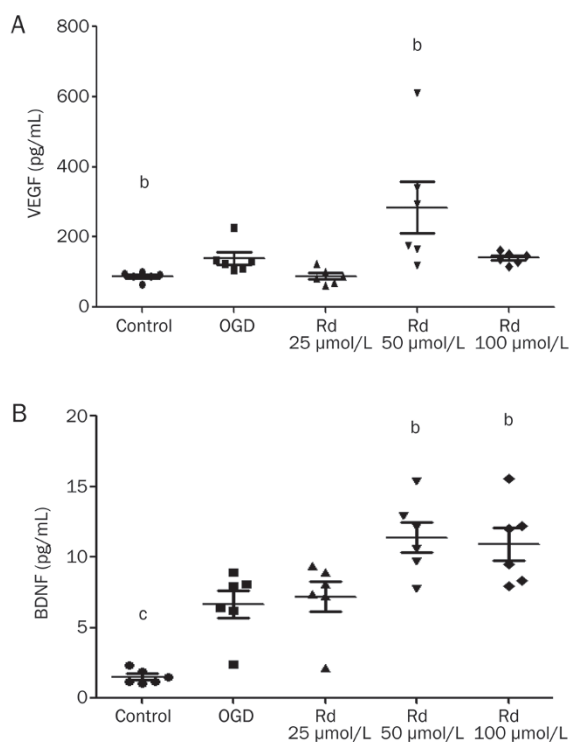 A
800
600
400
200
0
VEGF (pg/mL)
b
b
Control OGD Rd Rd Rd
25 μmol/L 50 μmol/L 100 μmol/L
B
20
15
10
5
0
BDNF (pg/mL)
c
b
b
Control OGD Rd Rd Rd
25 μmol/L 50 μmol/L 100 μmol/L